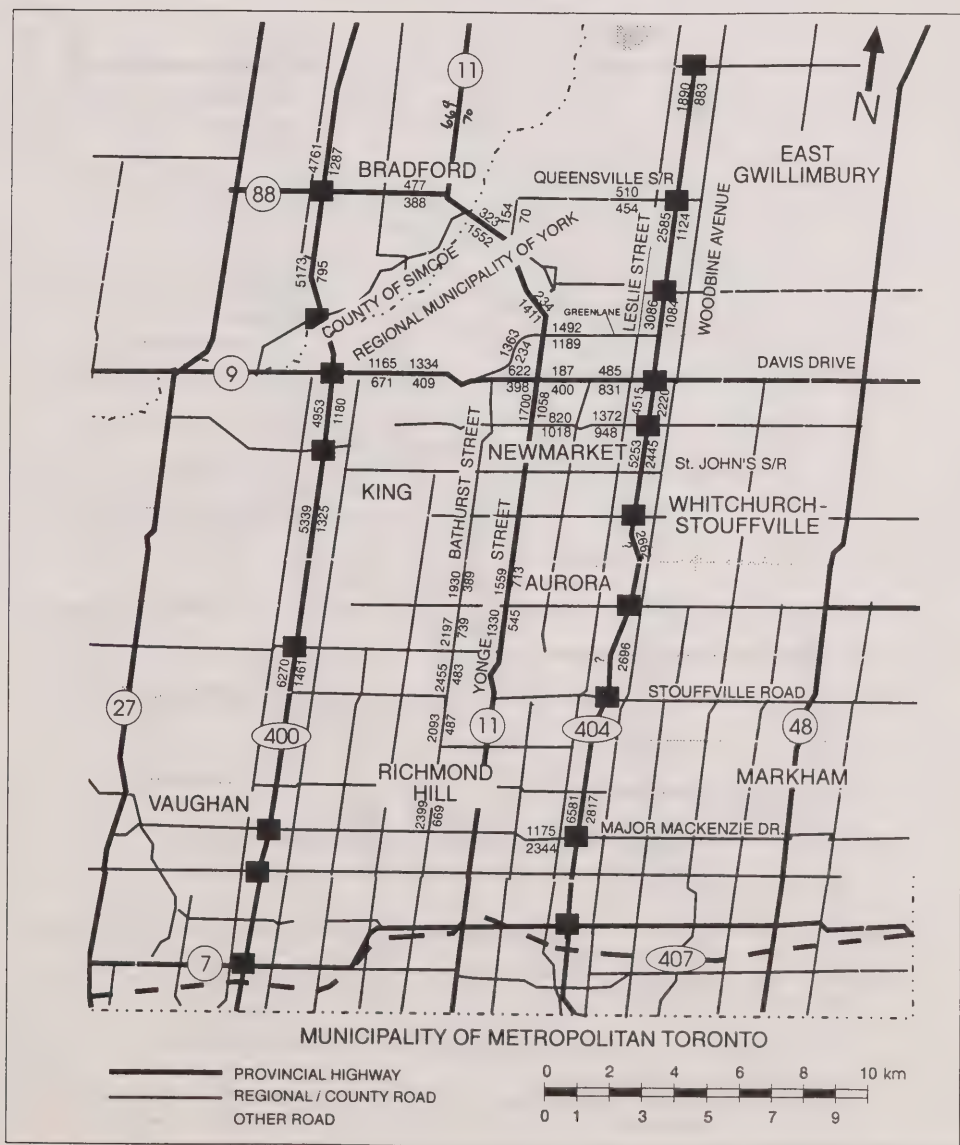 11
N
669
70
1890
883
4761
1287
BRADFORD
EAST
GWILLIMBURY
88
477
388
QUEENSVILLE S/R
510
454
154
70
323
1552
2585
1124
LESLIE STREET
WOODBINE AVENUE
5173
795
COUNTY OF SIMCOE
REGIONAL MUNICIPALITY OF YORK
234
1411
3086
1084
GREENLANE
1492
1189
1363
234
9
1165
1334
671
409
622
398
187
400
485
831
DAVIS DRIVE
4515
2220
4953
1180
1700
1058
820
1018
1372
948
NEWMARKET
5253
2445
St. JOHN'S S/R
KING
BATHURST STREET
WHITCHURCH-
STOUFFVILLE
5339
1325
?
YONGE STREET
1930
389
1559
713
AURORA
2197
739
1330
545
6270
1461
2455
483
?
2696
STOUFFVILLE ROAD
27
400
2093
487
11
404
48
RICHMOND
HILL
MARKHAM
VAUGHAN
2399
669
6581
2817
1175
2344
MAJOR MACKENZIE DR.
7
407
MUNICIPALITY OF METROPOLITAN TORONTO
PROVINCIAL HIGHWAY
REGIONAL / COUNTY ROAD
OTHER ROAD
0 2 4 6 8 10 km
0 1 3 5 7 9